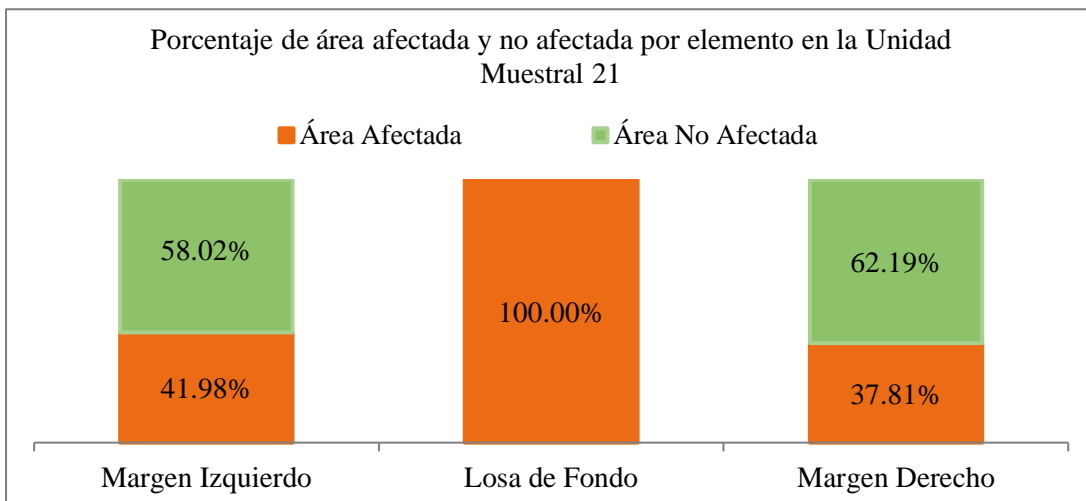 Porcentaje de área afectada y no afectada por elemento en la Unidad
Muestral 21
Área Afectada
Área No Afectada
58.02%
62.19%
100.00%
41.98%
37.81%
Margen Izquierdo
Losa de Fondo
Margen Derecho